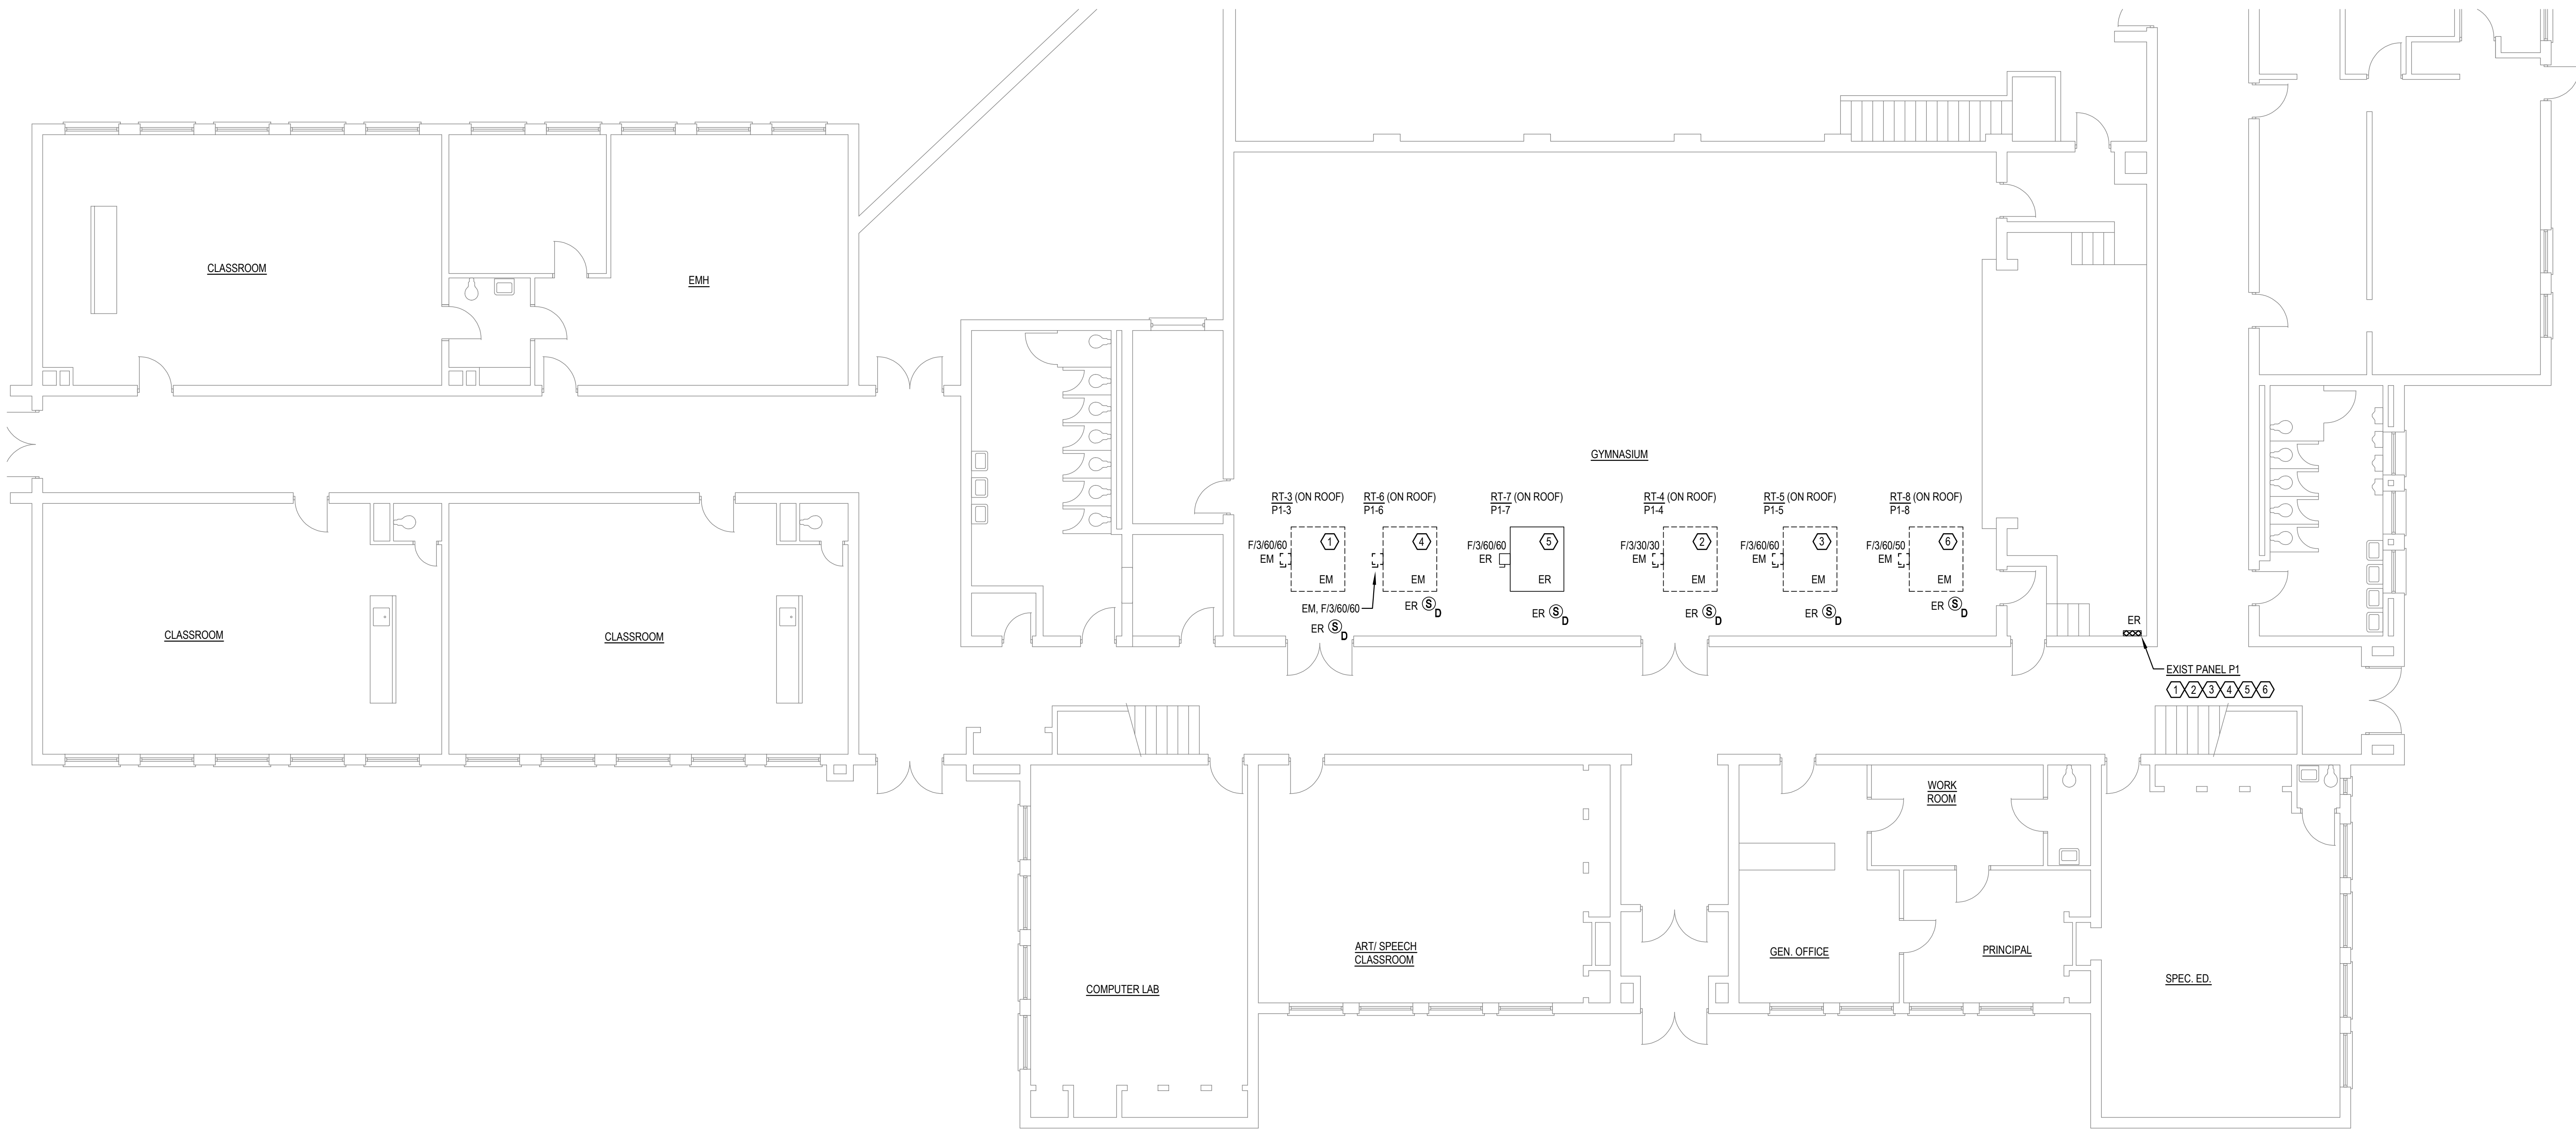 CLASSROOM
EMH
GYMNASIUM
RT-3 (ON ROOF)
P1-3
RT-6 (ON ROOF)
P1-6
RT-7 (ON ROOF)
P1-7
RT-4 (ON ROOF)
P1-4
RT-5 (ON ROOF)
P1-5
RT-8 (ON ROOF)
P1-8
F/3/60/60
EM
1
EM
4
EM
F/3/60/60
ER
5
ER
F/3/30/30
EM
2
EM
F/3/60/60
EM
3
EM
F/3/60/50
EM
6
EM
EM, F/3/60/60
ER S D
ER S D
ER S D
ER S D
ER S D
ER S D
ER
EXIST PANEL P1
1 2 3 4 5 6
CLASSROOM
CLASSROOM
WORK
ROOM
COMPUTER LAB
ART/ SPEECH
CLASSROOM
GEN. OFFICE
PRINCIPAL
SPEC. ED.